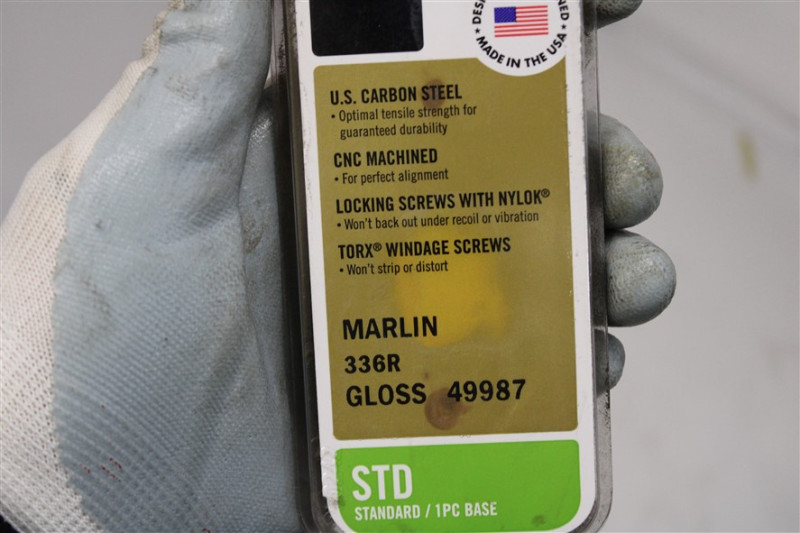 ★ MADE IN THE USA ★
U.S. CARBON STEEL
• Optimal tensile strength for
guaranteed durability
CNC MACHINED
• For perfect alignment
LOCKING SCREWS WITH NYLOK®
• Won't back out under recoil or vibration
TORX® WINDAGE SCREWS
• Won't strip or distort
MARLIN
336R
GLOSS 49987
STD
STANDARD / 1PC BASE